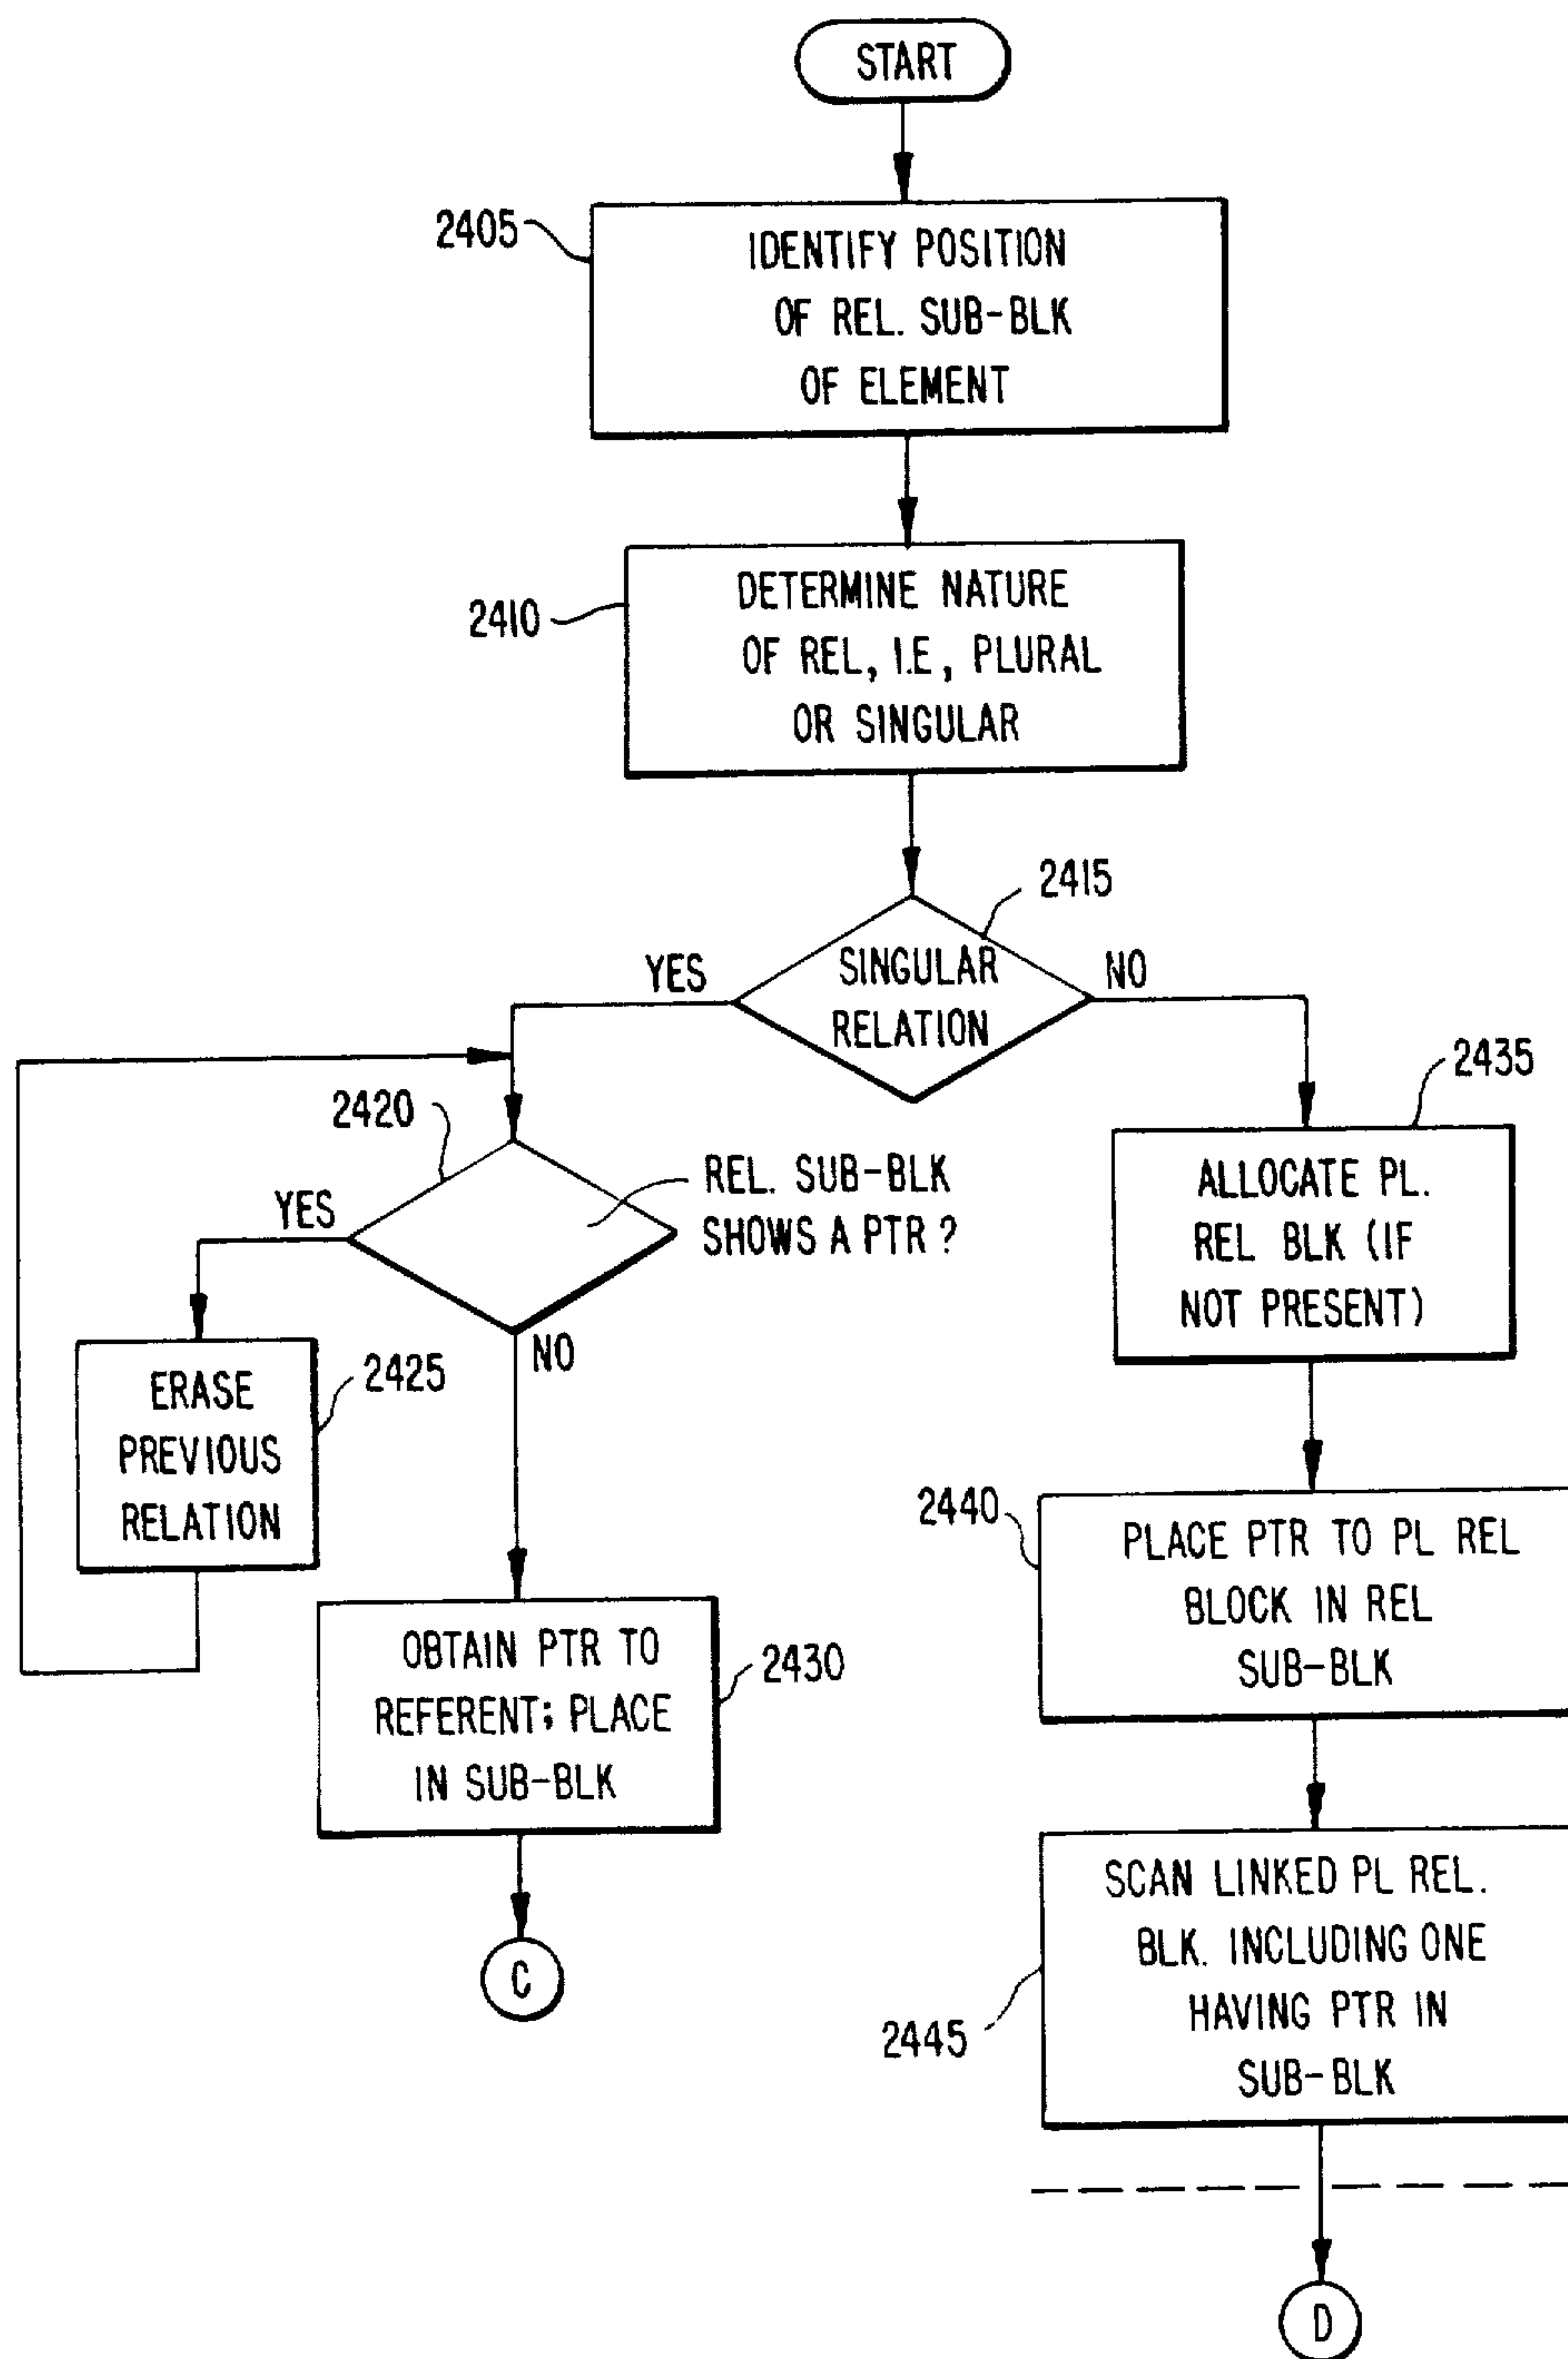 START
2405
IDENTIFY POSITION
OF REL. SUB-BLK
OF ELEMENT
2410
DETERMINE NATURE
OF REL, I.E, PLURAL
OR SINGULAR
2415
YES
SINGULAR
RELATION
NO
2420
YES
REL. SUB-BLK
SHOWS A PTR ?
NO
2425
ERASE
PREVIOUS
RELATION
2430
OBTAIN PTR TO
REFERENT; PLACE
IN SUB-BLK
C
2435
ALLOCATE PL.
REL BLK (IF
NOT PRESENT)
2440
PLACE PTR TO PL REL
BLOCK IN REL
SUB-BLK
2445
SCAN LINKED PL REL.
BLK. INCLUDING ONE
HAVING PTR IN
SUB-BLK
D